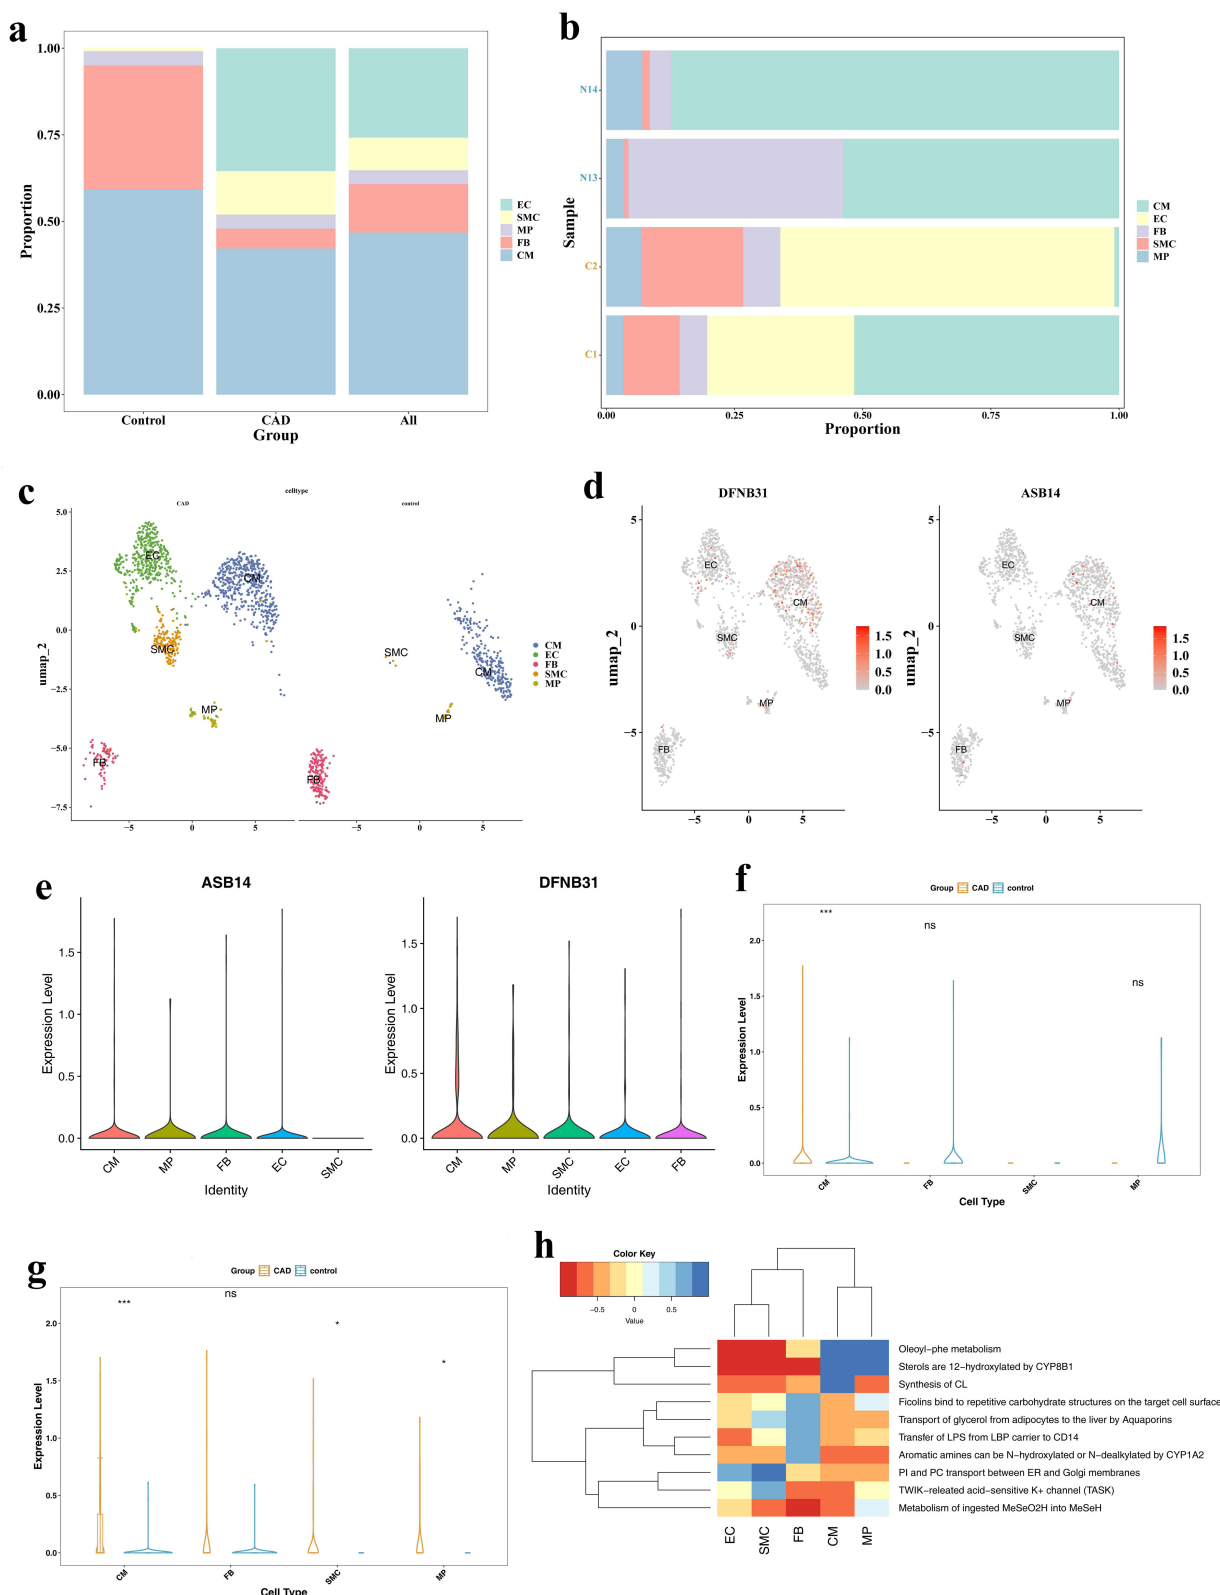 a
1.00
0.75
0.50
0.25
0.00
Proportion
Control
CAD
All
Group
EC
SMC
MP
FB
CM
b
N14
N13
C2
C1
Sample
0.00
0.25
0.50
0.75
1.00
Proportion
CM
EC
FB
SMC
MP
c
celltype
CAD
control
5.0
2.5
0.0
−2.5
−5.0
−7.5
umap_2
EC
CM
SMC
MP
FB
SMC
CM
MP
FB
−5
0
5
−5
0
5
CM
EC
FB
SMC
MP
d
DFNB31
ASB14
5
0
−5
umap_2
EC
CM
SMC
MP
FB
−5
0
5
1.5
1.0
0.5
0.0
5
0
−5
umap_2
EC
CM
SMC
MP
FB
−5
0
5
1.5
1.0
0.5
0.0
e
ASB14
Expression Level
1.5
1.0
0.5
0.0
CM
MP
FB
EC
SMC
Identity
DFNB31
Expression Level
1.5
1.0
0.5
0.0
CM
MP
SMC
EC
FB
Identity
f
Group CAD control
***
ns
ns
2.0
1.5
1.0
0.5
0.0
Expression Level
CM
FB
SMC
MP
Cell Type
g
Group CAD control
***
ns
*
*
2.0
1.5
1.0
0.5
0.0
Expression Level
CM
FB
SMC
MP
Cell Type
h
Color Key
−0.5
0
0.5
Value
Oleoyl−phe metabolism
Sterols are 12−hydroxylated by CYP8B1
Synthesis of CL
Ficolins bind to repetitive carbohydrate structures on the target cell surface
Transport of glycerol from adipocytes to the liver by Aquaporins
Transfer of LPS from LBP carrier to CD14
Aromatic amines can be N−hydroxylated or N−dealkylated by CYP1A2
PI and PC transport between ER and Golgi membranes
TWIK−releated acid−sensitive K+ channel (TASK)
Metabolism of ingested MeSeO2H into MeSeH
EC
SMC
FB
CM
MP